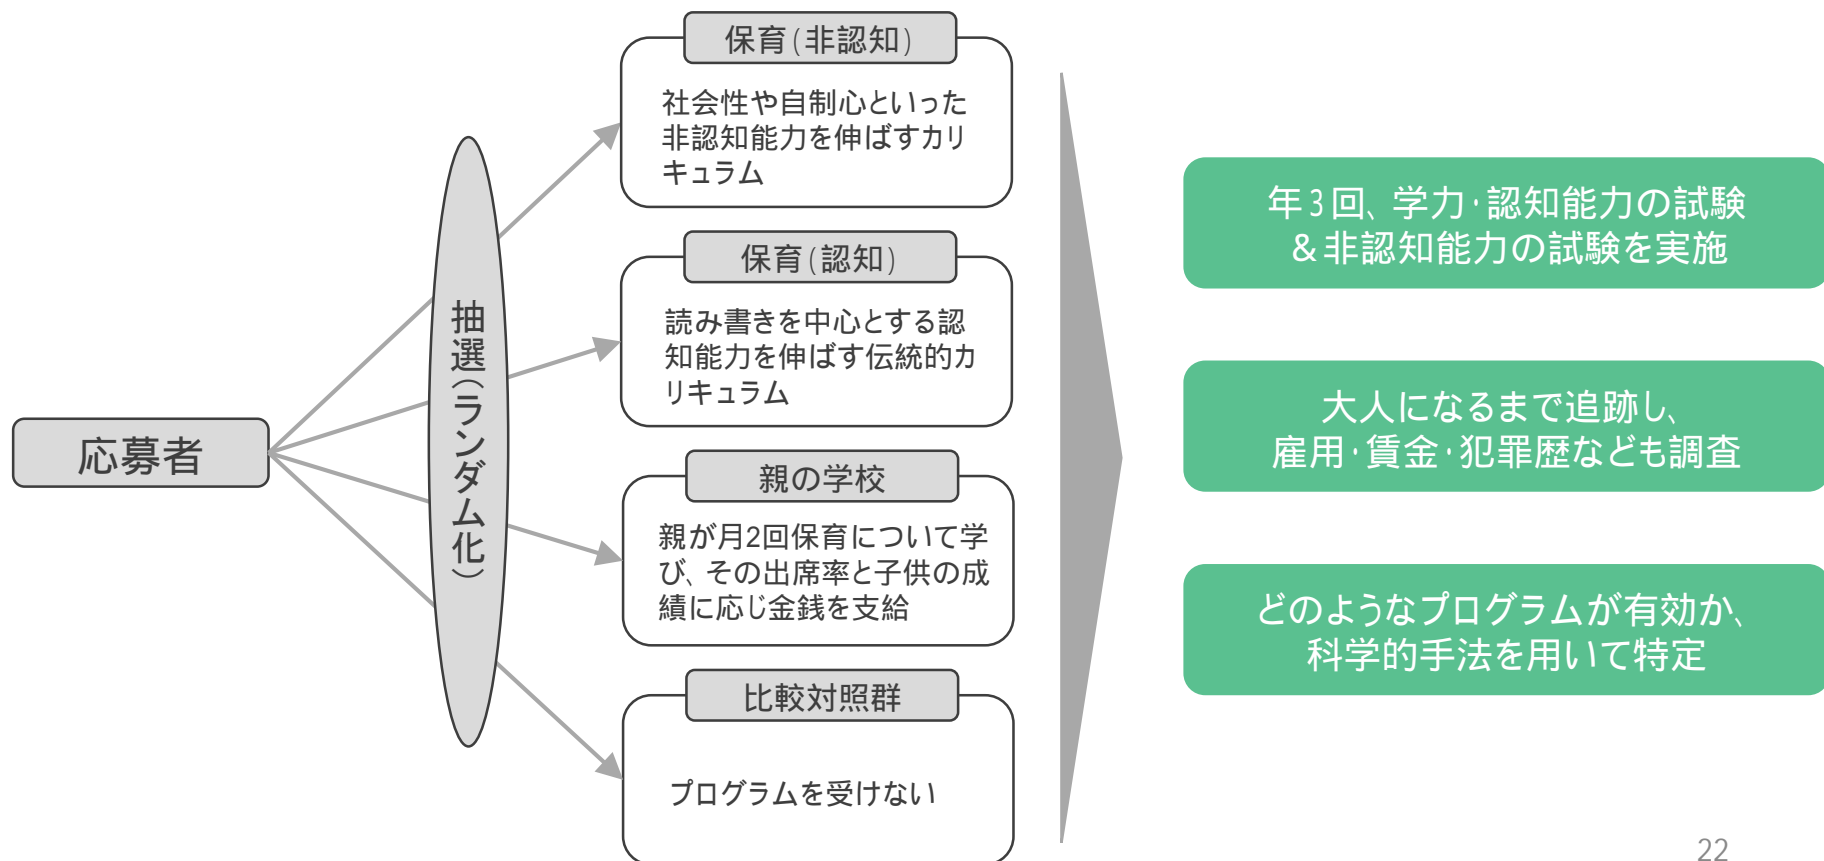 応募者
抽選(ランダム化)
保育(非認知)
社会性や自制心といった
非認知能力を伸ばすカリ
キュラム
保育(認知)
読み書きを中心とする認
知能力を伸ばす伝統的カ
リキュラム
親の学校
親が月2回保育について学
び、その出席率と子供の成
績に応じ金銭を支給
比較対照群
プログラムを受けない
年3回、学力・認知能力の試験
&非認知能力の試験を実施
大人になるまで追跡し、
雇用・賃金・犯罪歴なども調査
どのようなプログラムが有効か、
科学的手法を用いて特定
22